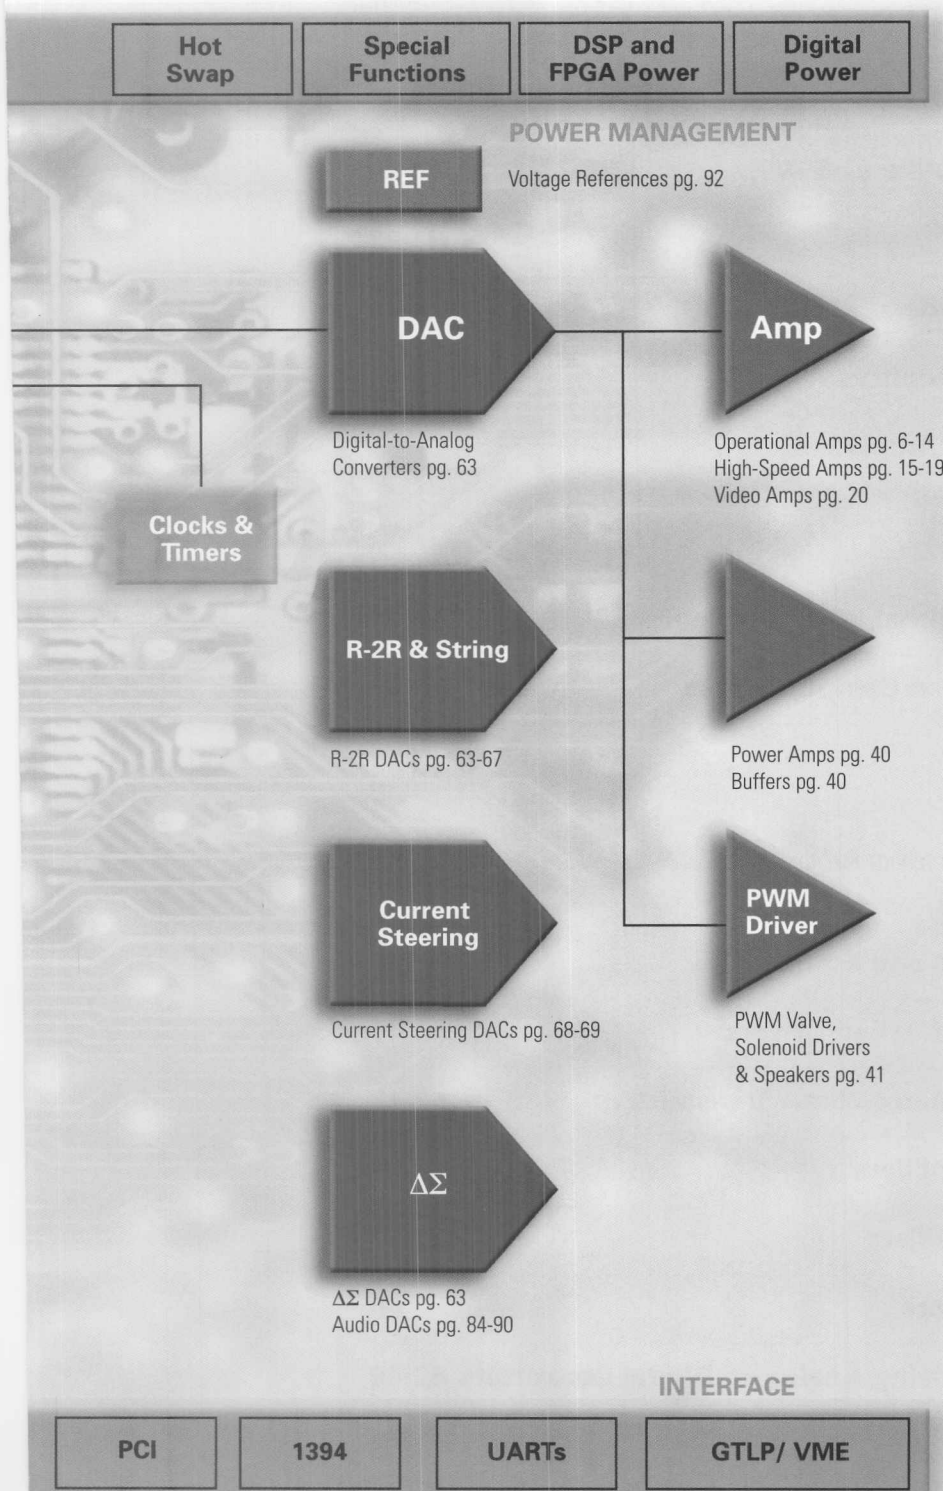 Hot
Swap
Special
Functions
DSP and
FPGA Power
Digital
Power
POWER MANAGEMENT
REF
Voltage References pg. 92
DAC
Amp
Digital-to-Analog
Converters pg. 63
Operational Amps pg. 6-14
High-Speed Amps pg. 15-19
Video Amps pg. 20
Clocks &
Timers
R-2R & String
R-2R DACs pg. 63-67
Power Amps pg. 40
Buffers pg. 40
Current
Steering
PWM
Driver
Current Steering DACs pg. 68-69
PWM Valve,
Solenoid Drivers
& Speakers pg. 41
ΔΣ
ΔΣ DACs pg. 63
Audio DACs pg. 84-90
INTERFACE
PCI
1394
UARTs
GTLP/ VME